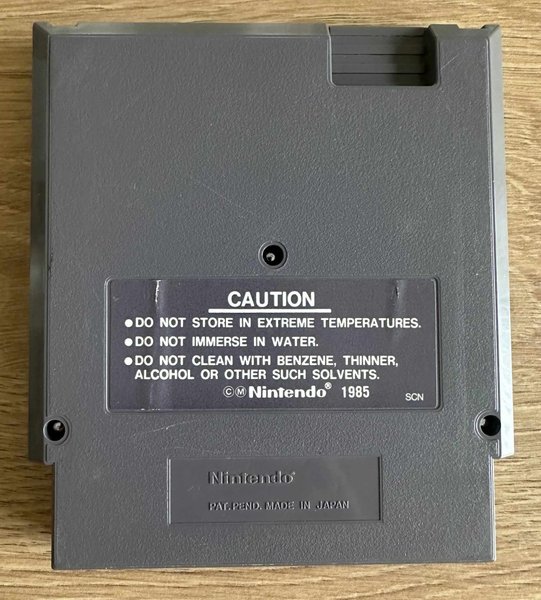 CAUTION
●DO NOT STORE IN EXTREME TEMPERATURES.
●DO NOT IMMERSE IN WATER.
●DO NOT CLEAN WITH BENZENE, THINNER,
ALCOHOL OR OTHER SUCH SOLVENTS.
©Ⓜ Nintendo® 1985 SCN
Nintendo®
PAT. PEND. MADE IN JAPAN